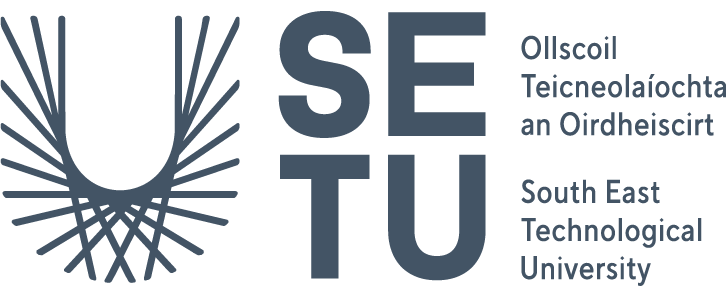 SE
TU
Ollscoil
Teicneolaíochta
an Oirdheiscirt
South East
Technological
University